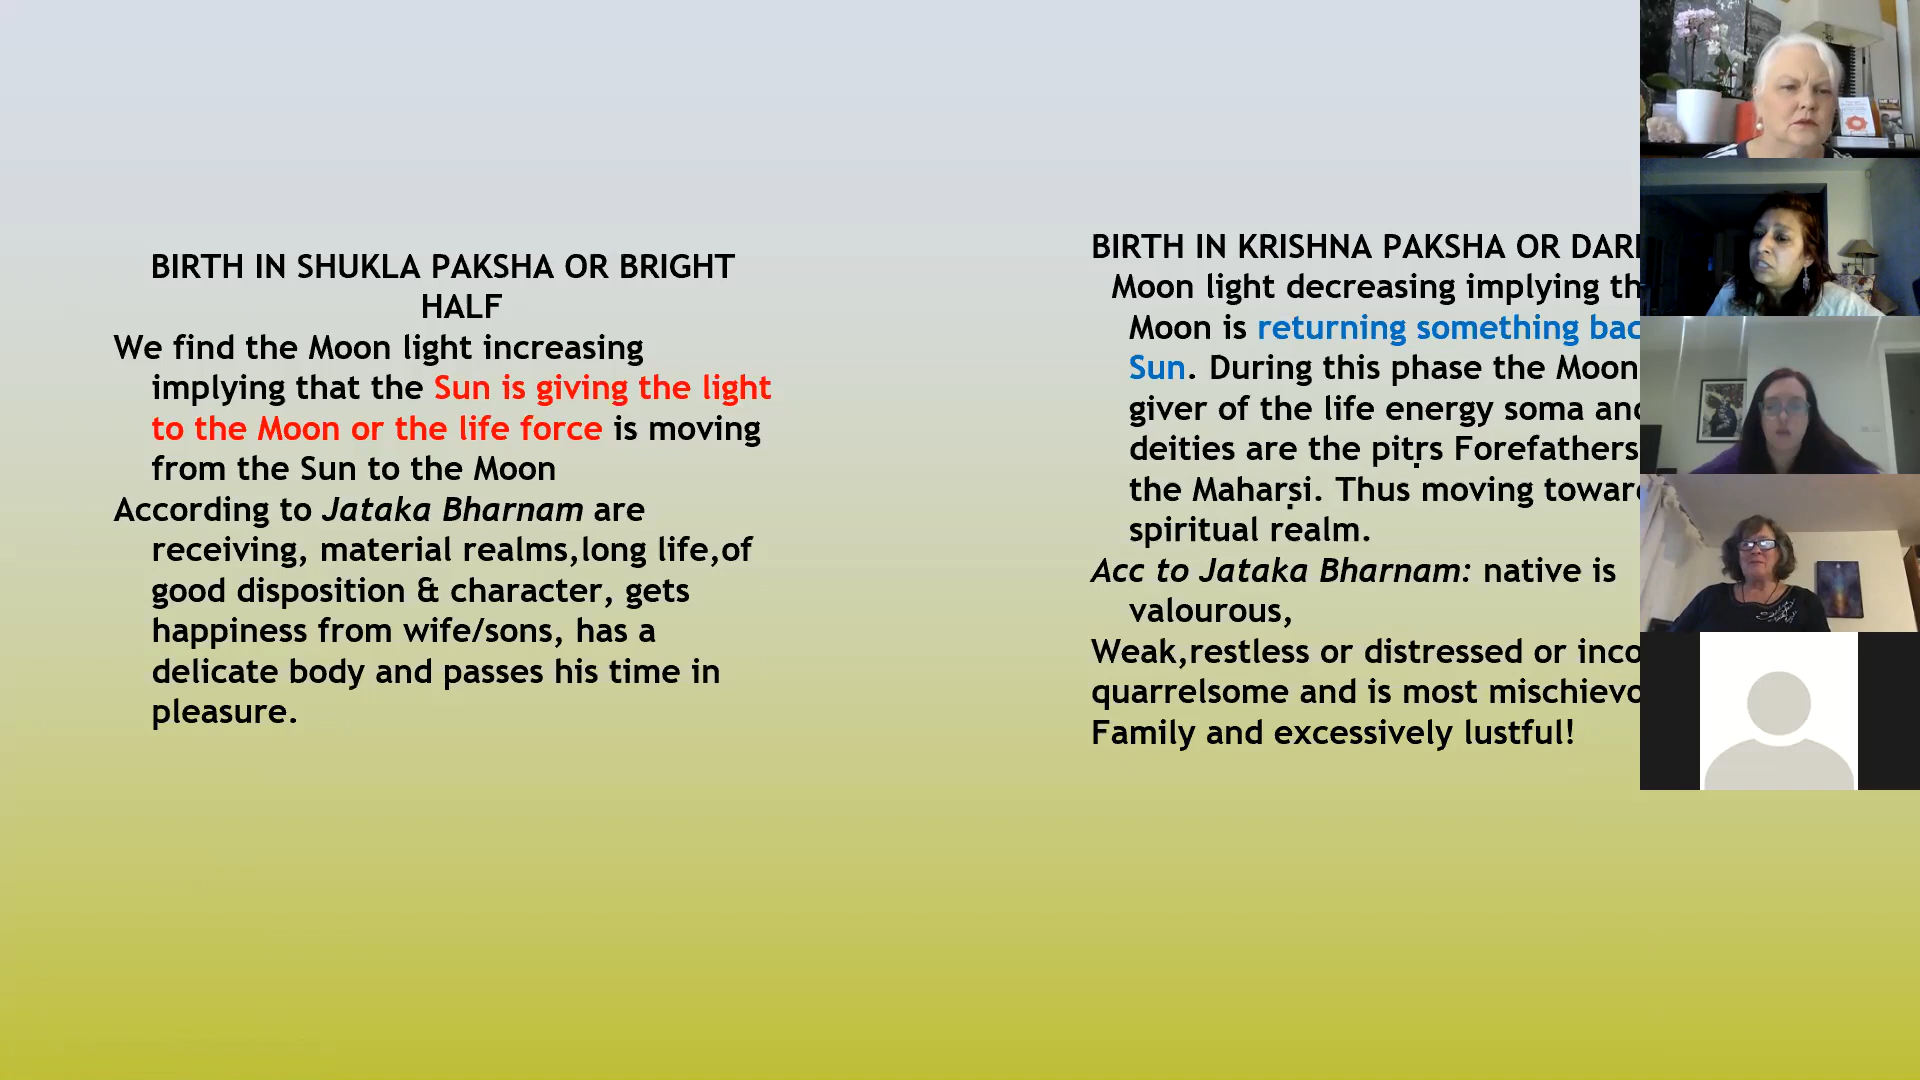 BIRTH IN SHUKLA PAKSHA OR BRIGHT
HALF
We find the Moon light increasing
implying that the Sun is giving the light
to the Moon or the life force is moving
from the Sun to the Moon
According to Jataka Bharnam are
receiving, material realms,long life,of
good disposition & character, gets
happiness from wife/sons, has a
delicate body and passes his time in
pleasure.
BIRTH IN KRISHNA PAKSHA OR
Moon light decreasing implying
Moon is returning something
Sun. During this phase the Moon
giver of the life energy soma
deities are the pitṛs Forefathers
the Maharṣi. Thus moving
spiritual realm.
Acc to Jataka Bharnam: native is
valourous,
Weak,restless or distressed or
quarrelsome and is most
Family and excessively lustful!